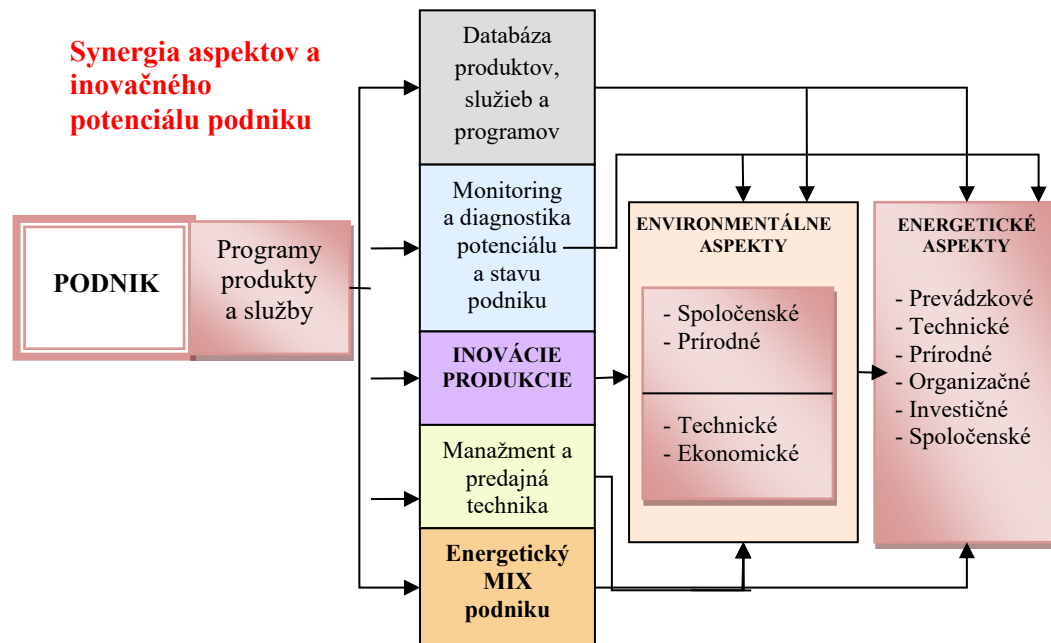 Synergia aspektov a
inovačného
potenciálu podniku
PODNIK
Programy
produkty
a služby
Databáza
produktov,
služieb a
programov
Monitoring
a diagnostika
potenciálu
a stavu
podniku
INOVÁCIE
PRODUKCIE
Manažment a
predajná
technika
Energetický
MIX
podniku
ENVIRONMENTÁLNE
ASPEKTY
- Spoločenské
- Prírodné
- Technické
- Ekonomické
ENERGETICKÉ
ASPEKTY
- Prevádzkové
- Technické
- Prírodné
- Organizačné
- Investičné
- Spoločenské